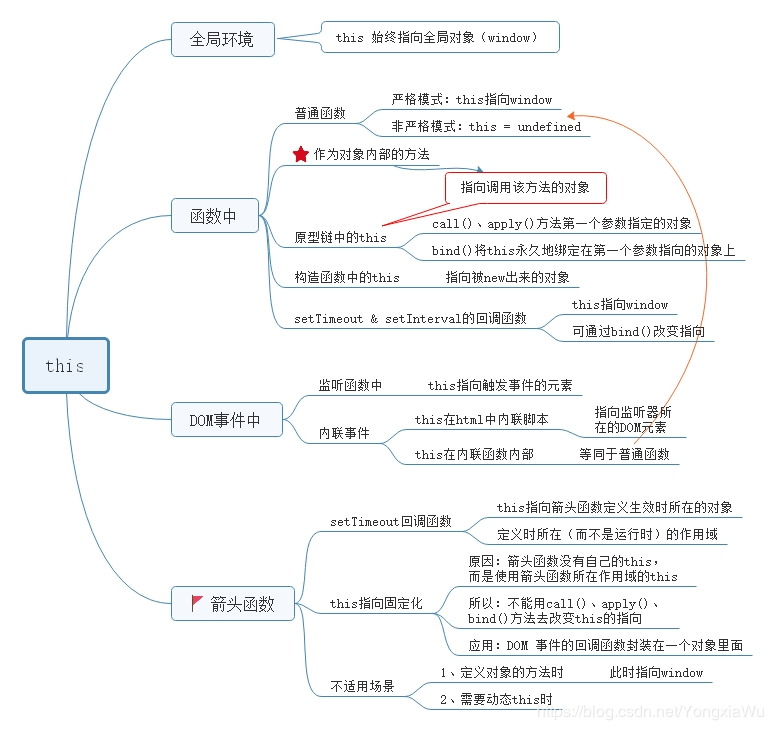 this
全局环境
this 始终指向全局对象（window）
函数中
普通函数
严格模式：this指向window
非严格模式：this = undefined
作为对象内部的方法
指向调用该方法的对象
原型链中的this
call()、apply()方法第一个参数指定的对象
bind()将this永久地绑定在第一个参数指向的对象上
构造函数中的this
指向被new出来的对象
setTimeout & setInterval的回调函数
this指向window
可通过bind()改变指向
DOM事件中
监听函数中
this指向触发事件的元素
内联事件
this在html中内联脚本
指向监听器所
在的DOM元素
this在内联函数内部
等同于普通函数
箭头函数
setTimeout回调函数
this指向箭头函数定义生效时所在的对象
定义时所在（而不是运行时）的作用域
this指向固定化
原因：箭头函数没有自己的this，
而是使用箭头函数所在作用域的this
所以：不能用call()、apply()、
bind()方法去改变this的指向
应用：DOM 事件的回调函数封装在一个对象里面
不适用场景
1、定义对象的方法时
此时指向window
2、需要动态this时
https://blog.csdn.net/YongxiaWu